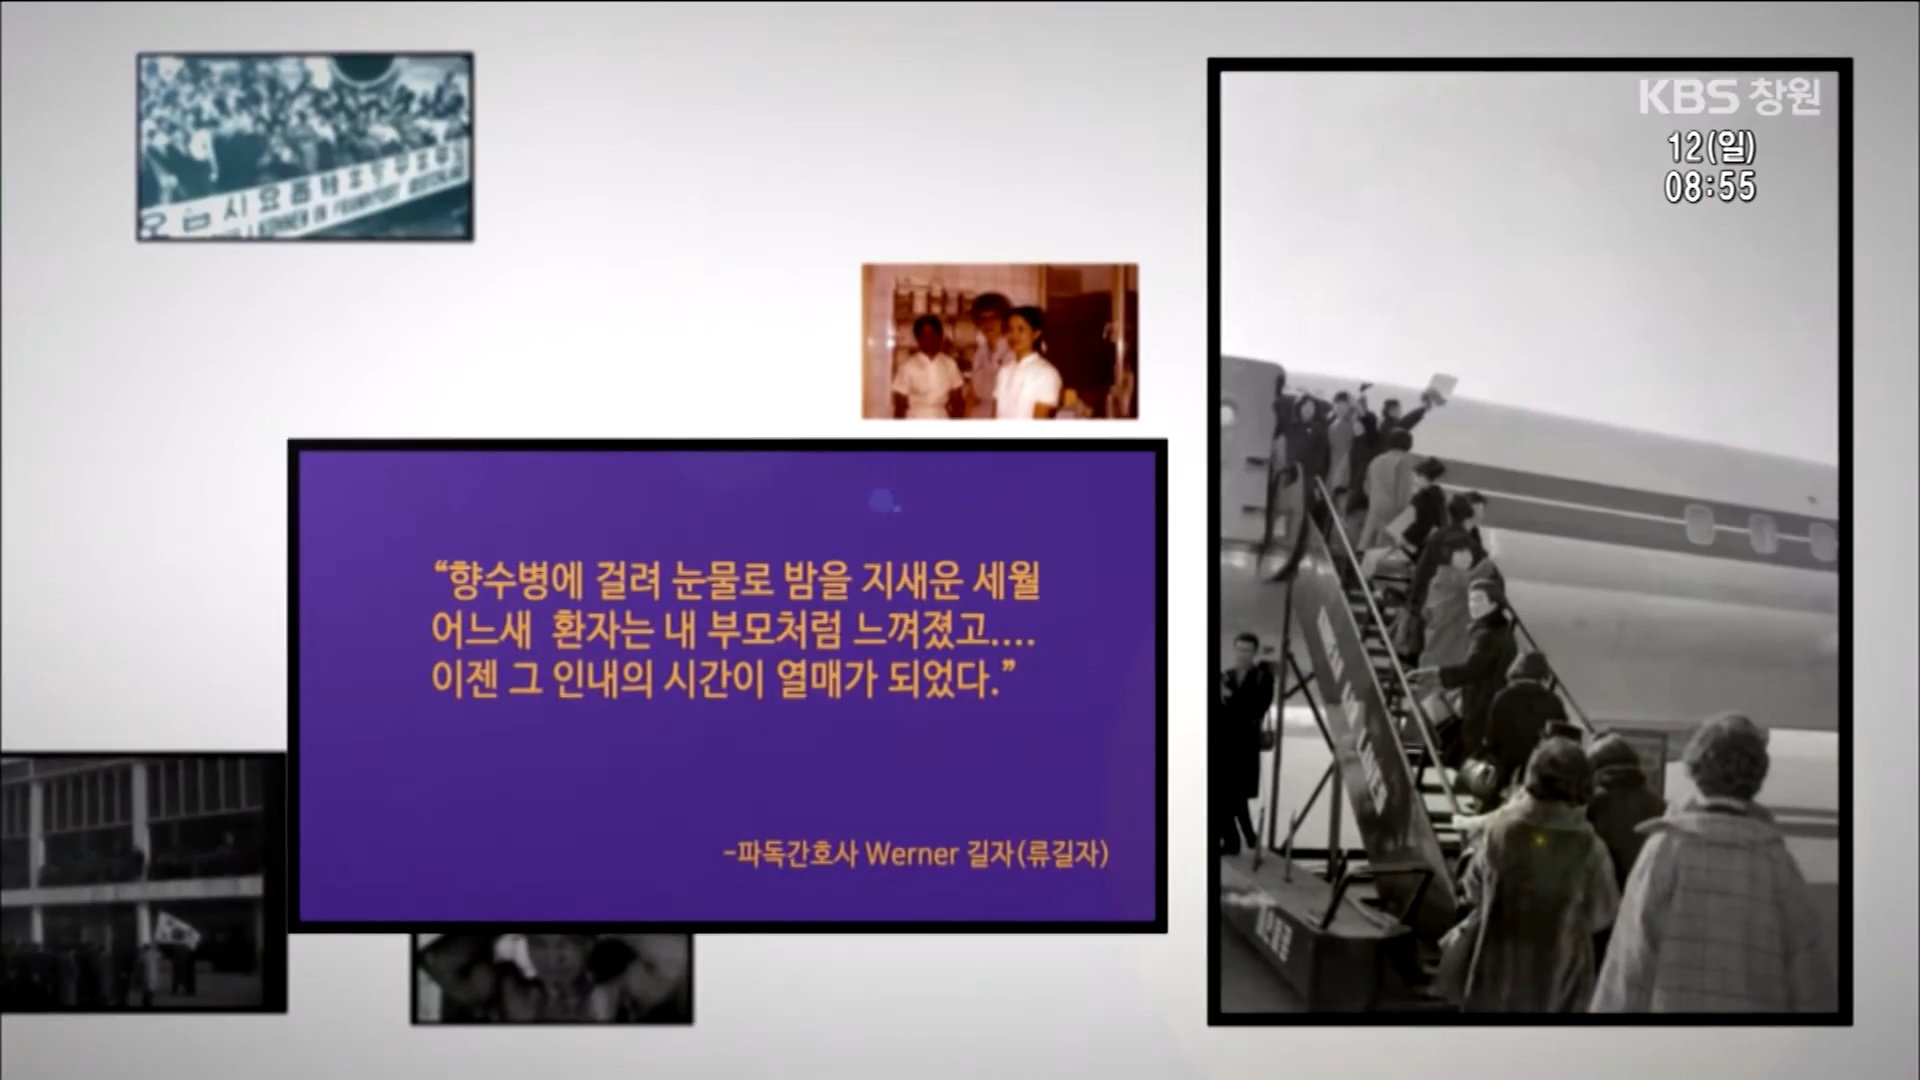 KBS 창원
12(일)
08:55
“향수병에 걸려 눈물로 밤을 지새운 세월
어느새 환자는 내 부모처럼 느껴졌고....
이젠 그 인내의 시간이 열매가 되었다.”
-파독간호사 Werner 길자(류길자)